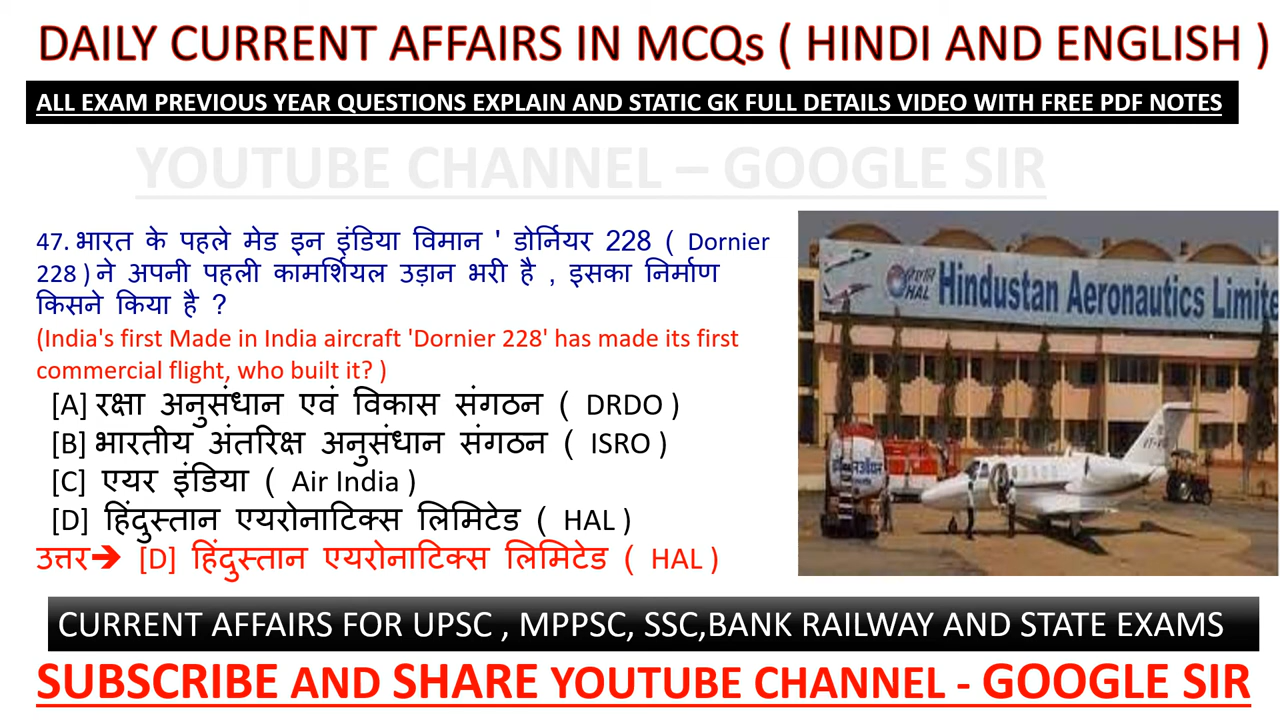 DAILY CURRENT AFFAIRS IN MCQs ( HINDI AND ENGLISH )
ALL EXAM PREVIOUS YEAR QUESTIONS EXPLAIN AND STATIC GK FULL DETAILS VIDEO WITH FREE PDF NOTES
YOUTUBE CHANNEL – GOOGLE SIR
47. भारत के पहले मेड इन इंडिया विमान ' डोर्नियर 228 ( Dornier
228 ) ने अपनी पहली कामर्शियल उड़ान भरी है , इसका निर्माण
किसने किया है ?
(India's first Made in India aircraft 'Dornier 228' has made its first
commercial flight, who built it? )
[A] रक्षा अनुसंधान एवं विकास संगठन ( DRDO )
[B] भारतीय अंतरिक्ष अनुसंधान संगठन ( ISRO )
[C] एयर इंडिया ( Air India )
[D] हिंदुस्तान एयरोनाटिक्स लिमिटेड ( HAL )
उत्तर➔ [D] हिंदुस्तान एयरोनाटिक्स लिमिटेड ( HAL )
HAL Hindustan Aeronautics Limite
CURRENT AFFAIRS FOR UPSC , MPPSC, SSC,BANK RAILWAY AND STATE EXAMS
SUBSCRIBE AND SHARE YOUTUBE CHANNEL - GOOGLE SIR